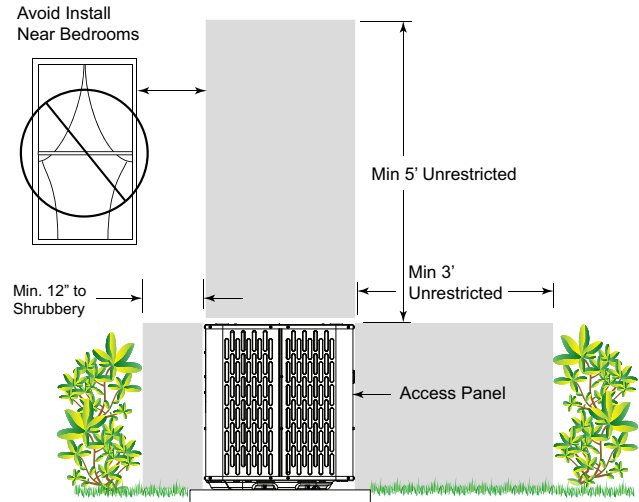 Avoid Install
Near Bedrooms
Min 5’ Unrestricted
Min 3’
Unrestricted
Min. 12” to
Shrubbery
Access Panel